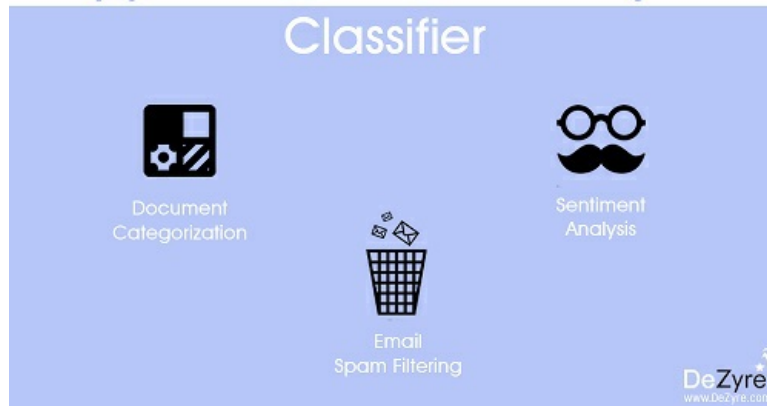 Classifier
Document
Categorization
Sentiment
Analysis
Email
Spam Filtering
DeZyre
www.DeZyre.com